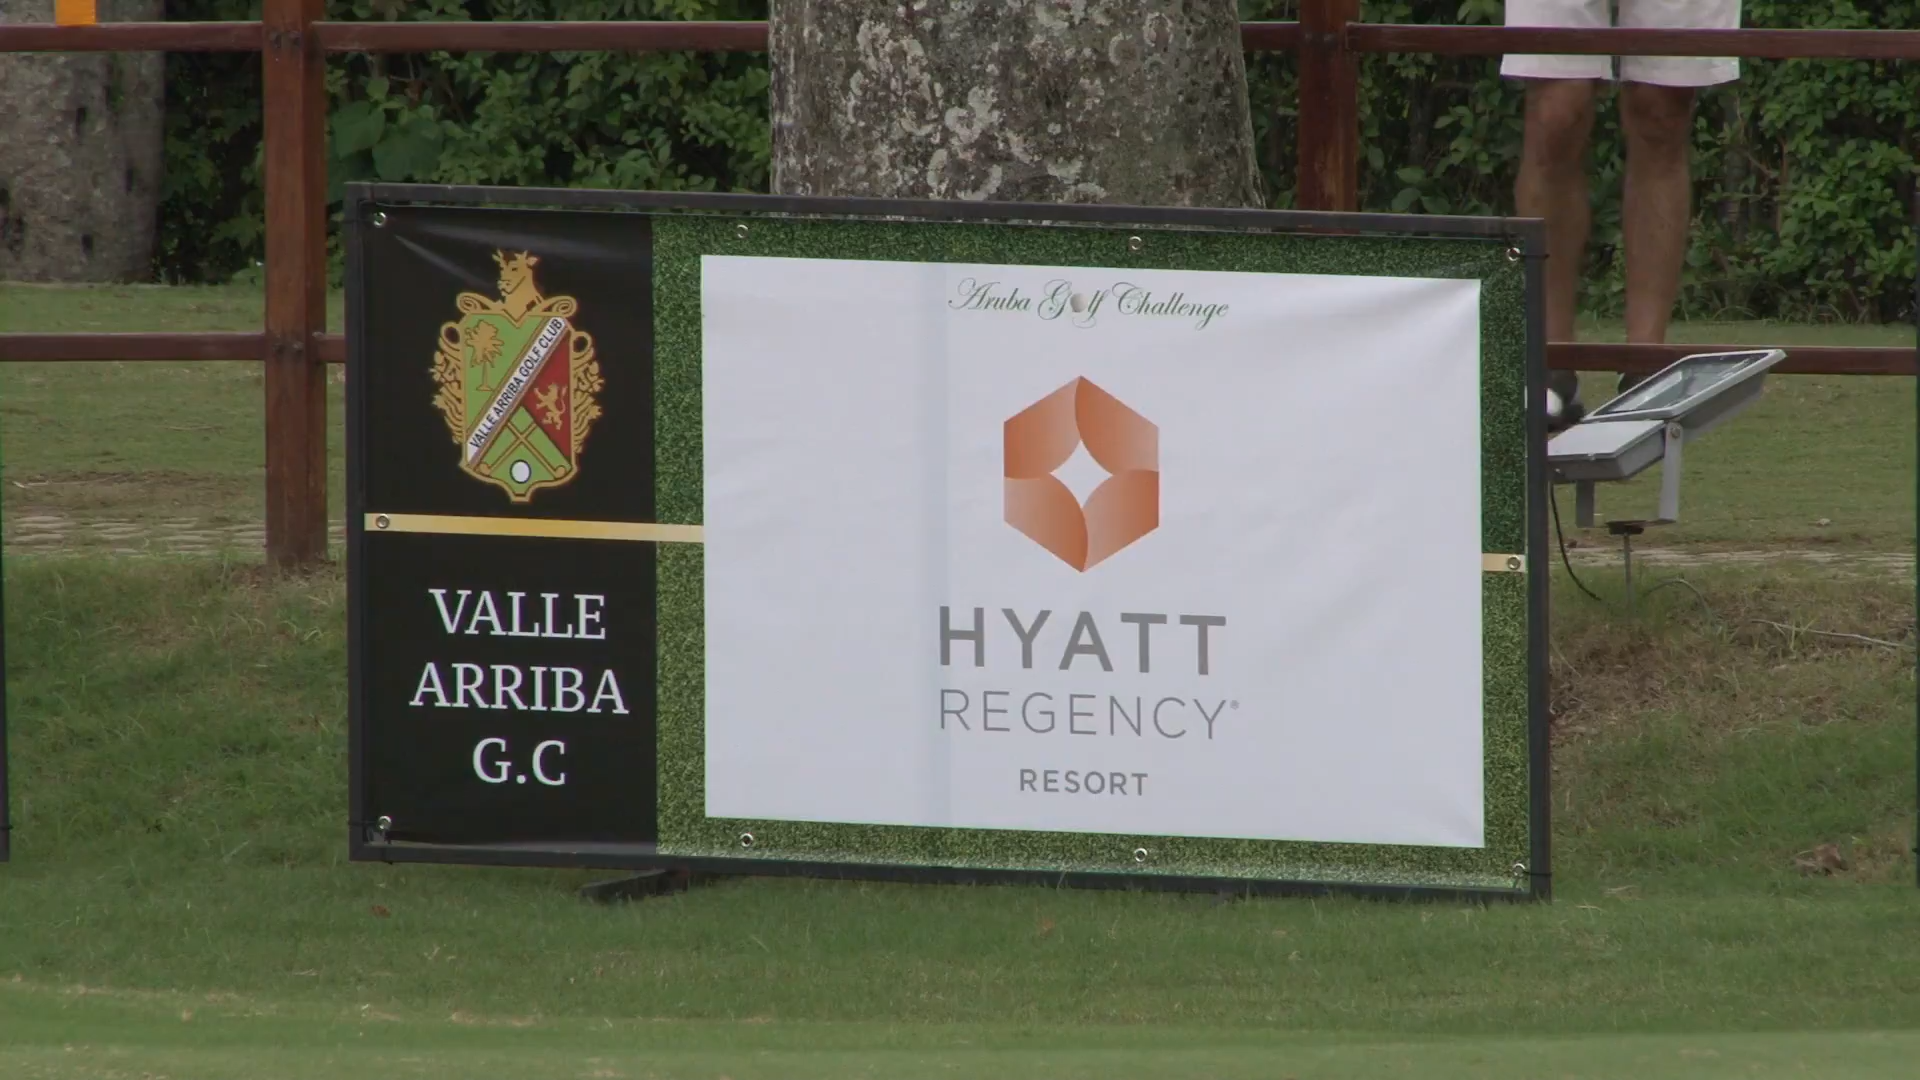 VALLE ARRIBA GOLF CLUB
VALLE
ARRIBA
G.C
Aruba Golf Challenge
HYATT
REGENCY®
RESORT